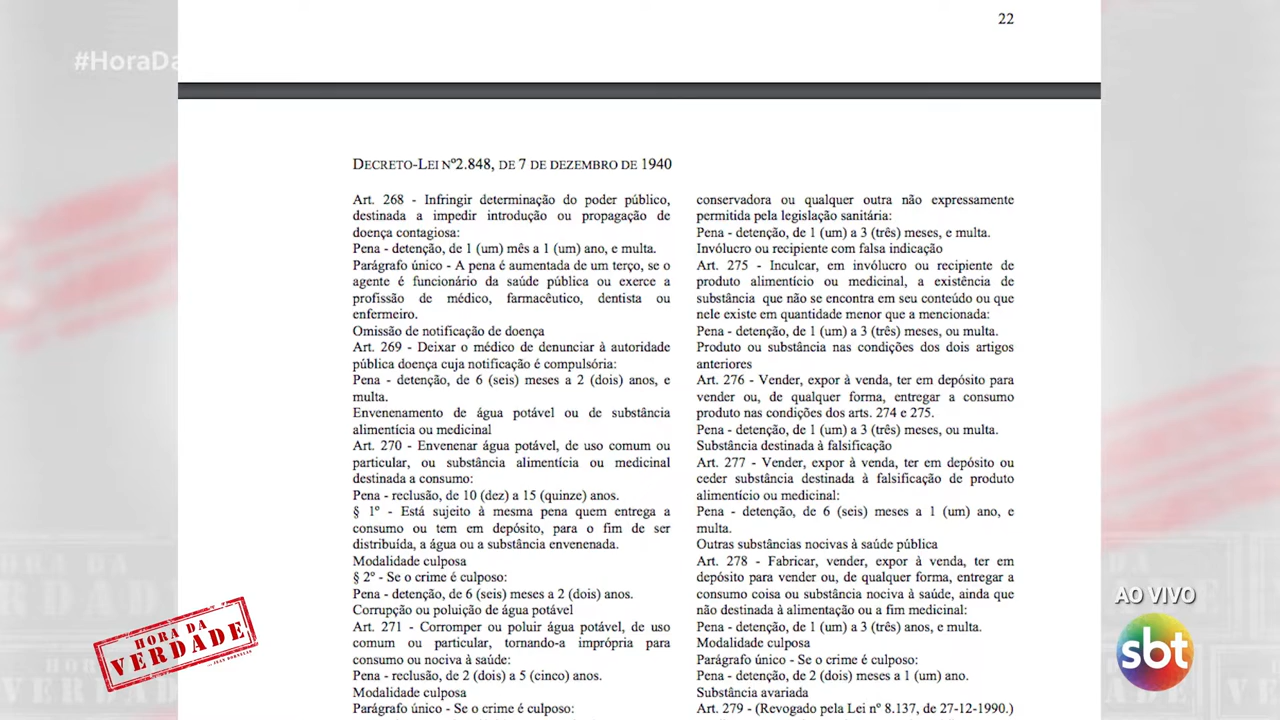 22
#HoraDa
DECRETO-LEI Nº2.848, DE 7 DE DEZEMBRO DE 1940
Art. 268 - Infringir determinação do poder público,
destinada a impedir introdução ou propagação de
doença contagiosa:
Pena - detenção, de 1 (um) mês a 1 (um) ano, e multa.
Parágrafo único - A pena é aumentada de um terço, se o
agente é funcionário da saúde pública ou exerce a
profissão de médico, farmacêutico, dentista ou
enfermeiro.
Omissão de notificação de doença
Art. 269 - Deixar o médico de denunciar à autoridade
pública doença cuja notificação é compulsória:
Pena - detenção, de 6 (seis) meses a 2 (dois) anos, e
multa.
Envenenamento de água potável ou de substância
alimentícia ou medicinal
Art. 270 - Envenenar água potável, de uso comum ou
particular, ou substância alimentícia ou medicinal
destinada a consumo:
Pena - reclusão, de 10 (dez) a 15 (quinze) anos.
§ 1º - Está sujeito à mesma pena quem entrega a
consumo ou tem em depósito, para o fim de ser
distribuída, a água ou a substância envenenada.
Modalidade culposa
§ 2º - Se o crime é culposo:
Pena - detenção, de 6 (seis) meses a 2 (dois) anos.
Corrupção ou poluição de água potável
Art. 271 - Corromper ou poluir água potável, de uso
comum ou particular, tornando-a imprópria para
consumo ou nociva à saúde:
Pena - reclusão, de 2 (dois) a 5 (cinco) anos.
Modalidade culposa
Parágrafo único - Se o crime é culposo:
conservadora ou qualquer outra não expressamente
permitida pela legislação sanitária:
Pena - detenção, de 1 (um) a 3 (três) meses, e multa.
Invólucro ou recipiente com falsa indicação
Art. 275 - Inculcar, em invólucro ou recipiente de
produto alimentício ou medicinal, a existência de
substância que não se encontra em seu conteúdo ou que
nele existe em quantidade menor que a mencionada:
Pena - detenção, de 1 (um) a 3 (três) meses, ou multa.
Produto ou substância nas condições dos dois artigos
anteriores
Art. 276 - Vender, expor à venda, ter em depósito para
vender ou, de qualquer forma, entregar a consumo
produto nas condições dos arts. 274 e 275.
Pena - detenção, de 1 (um) a 3 (três) meses, ou multa.
Substância destinada à falsificação
Art. 277 - Vender, expor à venda, ter em depósito ou
ceder substância destinada à falsificação de produto
alimentício ou medicinal:
Pena - detenção, de 6 (seis) meses a 1 (um) ano, e
multa.
Outras substâncias nocivas à saúde pública
Art. 278 - Fabricar, vender, expor à venda, ter em
depósito para vender ou, de qualquer forma, entregar a
consumo coisa ou substância nociva à saúde, ainda que
não destinada à alimentação ou a fim medicinal:
Pena - detenção, de 1 (um) a 3 (três) anos, e multa.
Modalidade culposa
Parágrafo único - Se o crime é culposo:
Pena - detenção, de 2 (dois) meses a 1 (um) ano.
Substância avariada
Art. 279 - (Revogado pela Lei nº 8.137, de 27-12-1990.)
HORA DA
VERDADE
AO VIVO
sbt